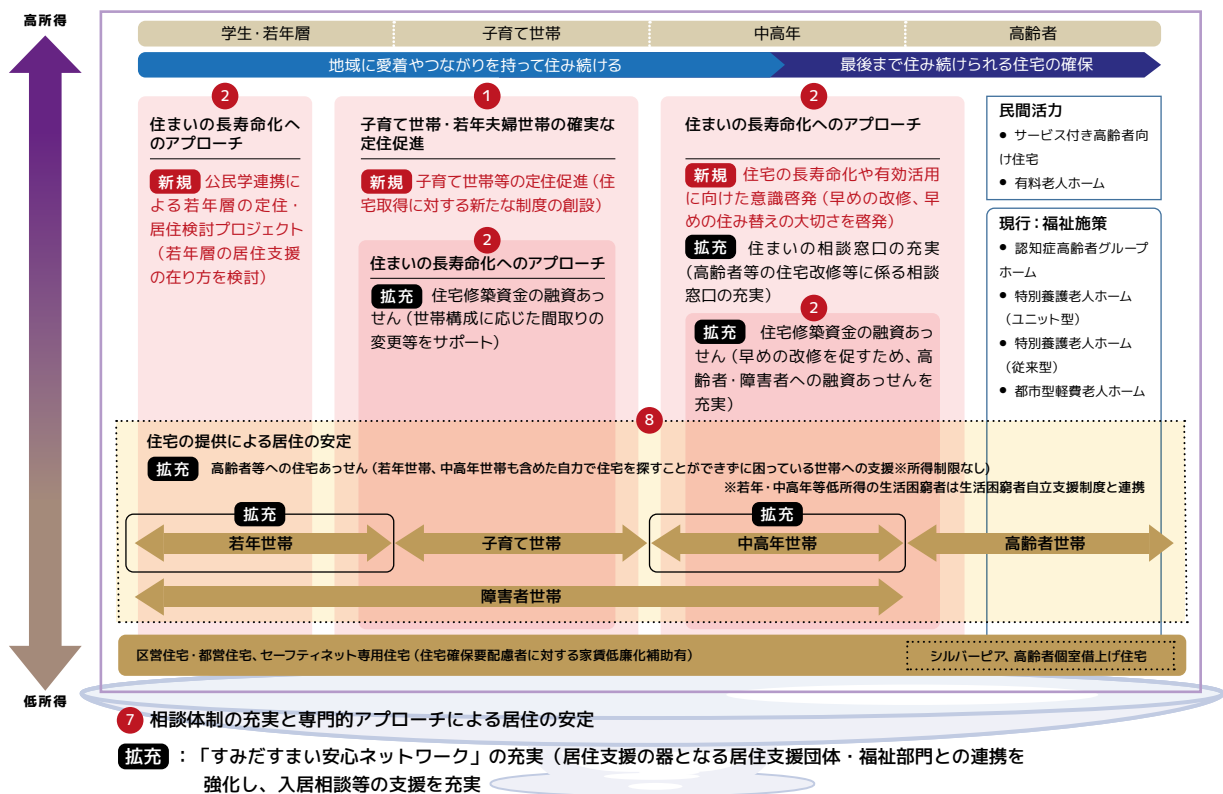 高所得
学生・若年層
子育て世帯
中高年
高齢者
地域に愛着やつながりを持って住み続ける
最後まで住み続けられる住宅の確保
2
住まいの長寿命化へ
のアプローチ
新規 公民学連携に
よる若年層の定住・
居住検討プロジェクト
（若年層の居住支援
の在り方を検討）
1
子育て世帯・若年夫婦世帯の確実な
定住促進
新規 子育て世帯等の定住促進（住
宅取得に対する新たな制度の創設）
2
住まいの長寿命化へのアプローチ
拡充 住宅修築資金の融資あっ
せん（世帯構成に応じた間取りの
変更等をサポート）
2
住まいの長寿命化へのアプローチ
新規 住宅の長寿命化や有効活用
に向けた意識啓発（早めの改修、早
めの住み替えの大切さを啓発）
拡充 住まいの相談窓口の充実
（高齢者等の住宅改修等に係る相談
窓口の充実）
2
拡充 住宅修築資金の融資あっ
せん（早めの改修を促すため、高
齢者・障害者への融資あっせんを
充実）
民間活力
● サービス付き高齢者向
け住宅
● 有料老人ホーム
現行：福祉施策
● 認知症高齢者グループ
ホーム
● 特別養護老人ホーム
（ユニット型）
● 特別養護老人ホーム
（従来型）
● 都市型軽費老人ホーム
8
住宅の提供による居住の安定
拡充 高齢者等への住宅あっせん（若年世帯、中高年世帯も含めた自力で住宅を探すことができずに困っている世帯への支援※所得制限なし）
※若年・中高年等低所得の生活困窮者は生活困窮者自立支援制度と連携
拡充
若年世帯
子育て世帯
拡充
中高年世帯
高齢者世帯
障害者世帯
区営住宅・都営住宅、セーフティネット専用住宅（住宅確保要配慮者に対する家賃低廉化補助有）
シルバーピア、高齢者個室借上げ住宅
低所得
7 相談体制の充実と専門的アプローチによる居住の安定
拡充 ：「すみだすまい安心ネットワーク」の充実（居住支援の器となる居住支援団体・福祉部門との連携を
強化し、入居相談等の支援を充実